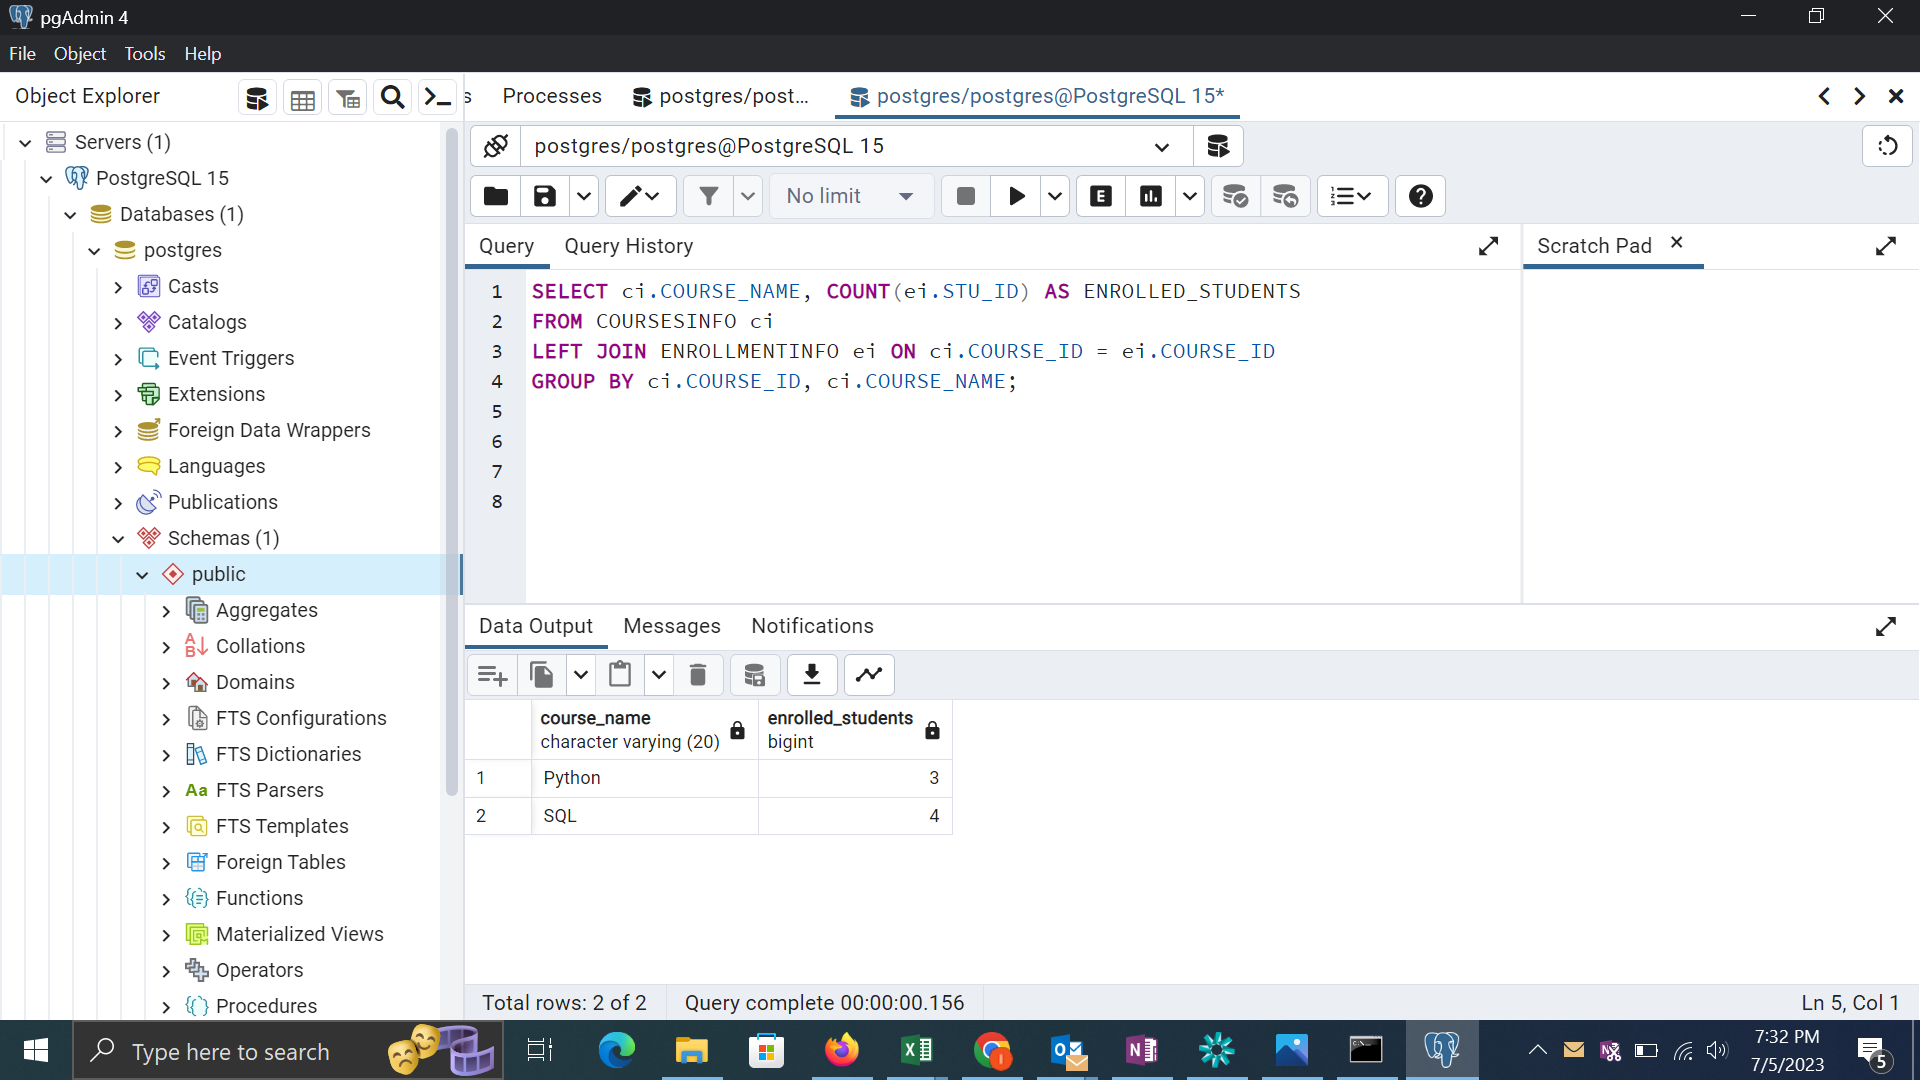 pgAdmin 4
File Object Tools Help
Object Explorer
s Processes postgres/post... postgres/postgres@PostgreSQL 15*
Servers (1)
PostgreSQL 15
Databases (1)
postgres
Casts
Catalogs
Event Triggers
Extensions
Foreign Data Wrappers
Languages
Publications
Schemas (1)
public
Aggregates
Collations
Domains
FTS Configurations
FTS Dictionaries
Aa FTS Parsers
FTS Templates
Foreign Tables
Functions
Materialized Views
Operators
Procedures
postgres/postgres@PostgreSQL 15
No limit
E
Query Query History
Scratch Pad
1 SELECT ci.COURSE_NAME, COUNT(ei.STU_ID) AS ENROLLED_STUDENTS
2 FROM COURSESINFO ci
3 LEFT JOIN ENROLLMENTINFO ei ON ci.COURSE_ID = ei.COURSE_ID
4 GROUP BY ci.COURSE_ID, ci.COURSE_NAME;
5
6
7
8
Data Output Messages Notifications
course_name enrolled_students
character varying (20) bigint
1 Python 3
2 SQL 4
Total rows: 2 of 2 Query complete 00:00:00.156 Ln 5, Col 1
Type here to search
7:32 PM
7/5/2023
5